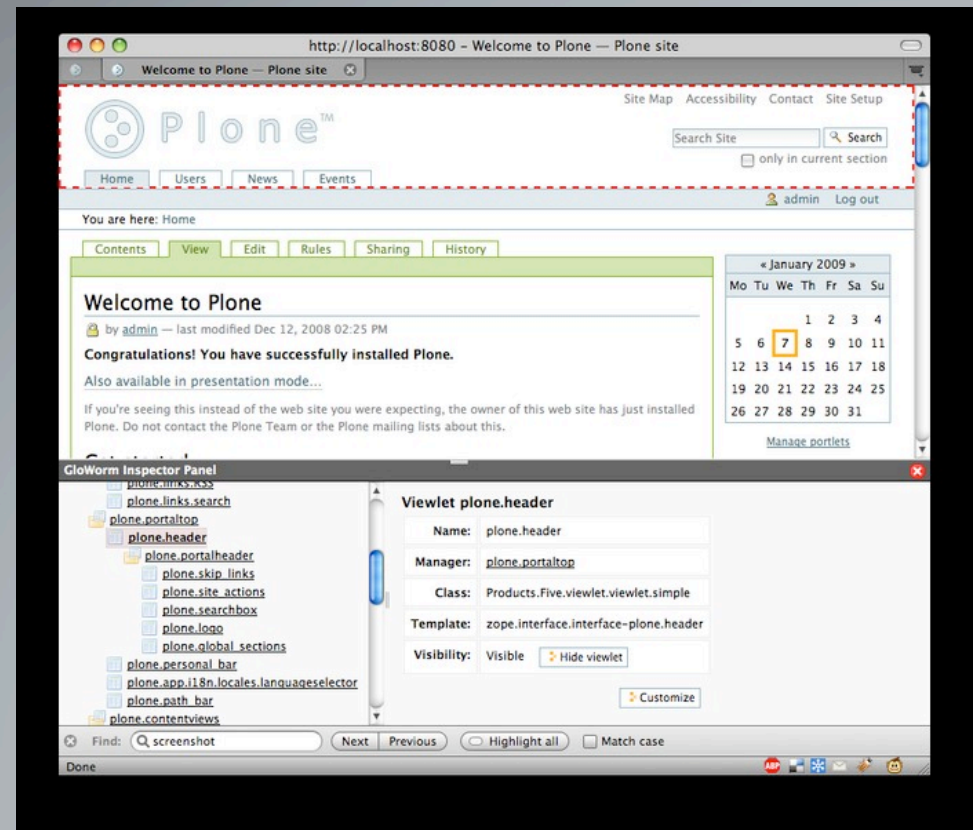 http://localhost:8080 – Welcome to Plone — Plone site
Welcome to Plone — Plone site
Site Map Accessibility Contact Site Setup
Plone™
Search Site Search
only in current section
Home Users News Events
admin Log out
You are here: Home
Contents View Edit Rules Sharing History
« January 2009 »
Mo Tu We Th Fr Sa Su
1 2 3 4
5 6 7 8 9 10 11
12 13 14 15 16 17 18
19 20 21 22 23 24 25
26 27 28 29 30 31
Manage portlets
Welcome to Plone
by admin — last modified Dec 12, 2008 02:25 PM
Congratulations! You have successfully installed Plone.
Also available in presentation mode...
If you're seeing this instead of the web site you were expecting, the owner of this web site has just installed
Plone. Do not contact the Plone Team or the Plone mailing lists about this.
GloWorm Inspector Panel
plone.links.RSS
plone.links.search
plone.portaltop
plone.header
plone.portalheader
plone.skip_links
plone.site_actions
plone.searchbox
plone.logo
plone.global_sections
plone.personal_bar
plone.app.i18n.locales.languageselector
plone.path_bar
plone.contentviews
Viewlet plone.header
Name: plone.header
Manager: plone.portaltop
Class: Products.Five.viewlet.viewlet.simple
Template: zope.interface.interface-plone.header
Visibility: Visible Hide viewlet
Customize
Find: screenshot Next Previous Highlight all Match case
Done
ABP